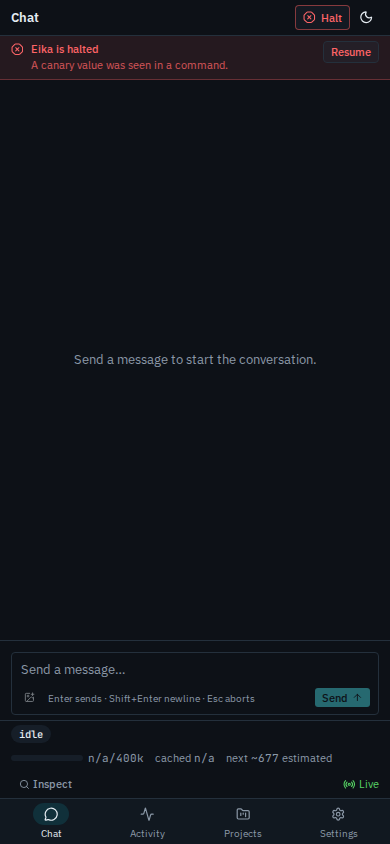 Chat
Halt
Eika is halted
Resume
A canary value was seen in a command.
Send a message to start the conversation.
Send a message...
Enter sends · Shift+Enter newline · Esc aborts
Send
idle
n/a/400k cached n/a next ~677 estimated
Inspect
Live
Chat Activity Projects Settings